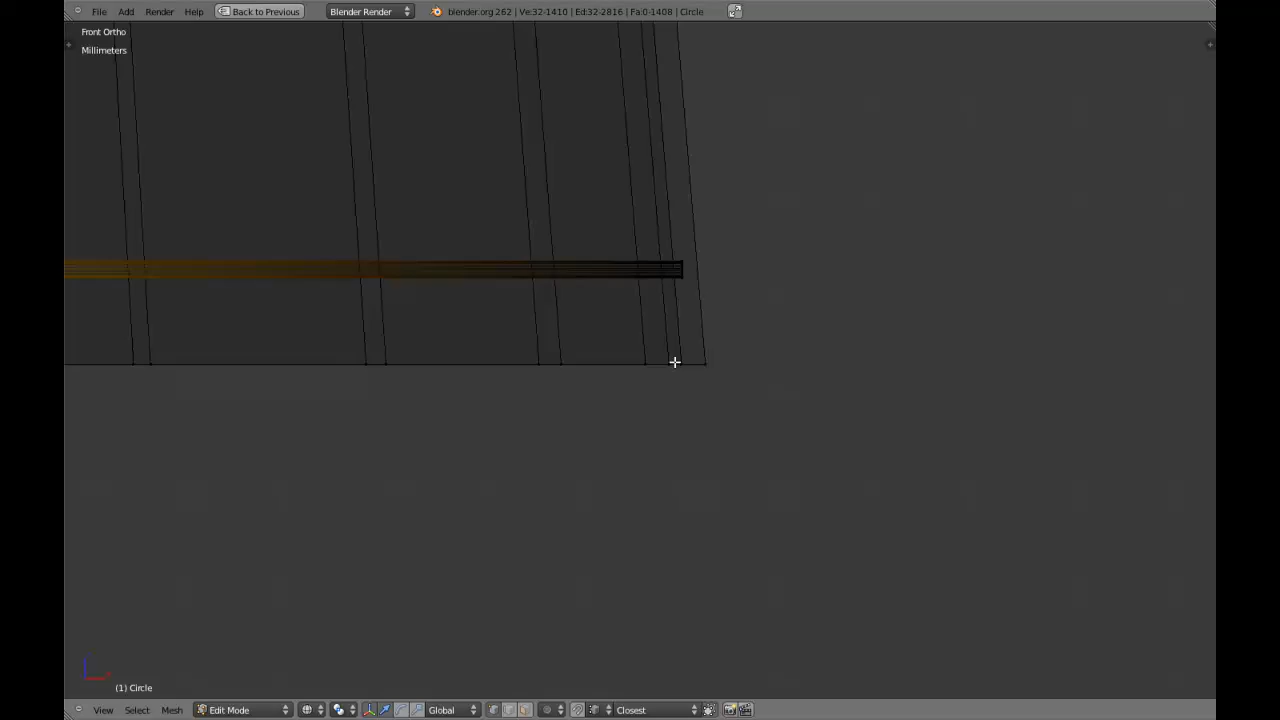 File Add Render Help Back to Previous Blender Render blender.org 262 | Ve:32-1410 | Ed:32-2816 | Fa:0-1408 | Circle
Front Ortho
Millimeters
(1) Circle
View Select Mesh Edit Mode Global Closest